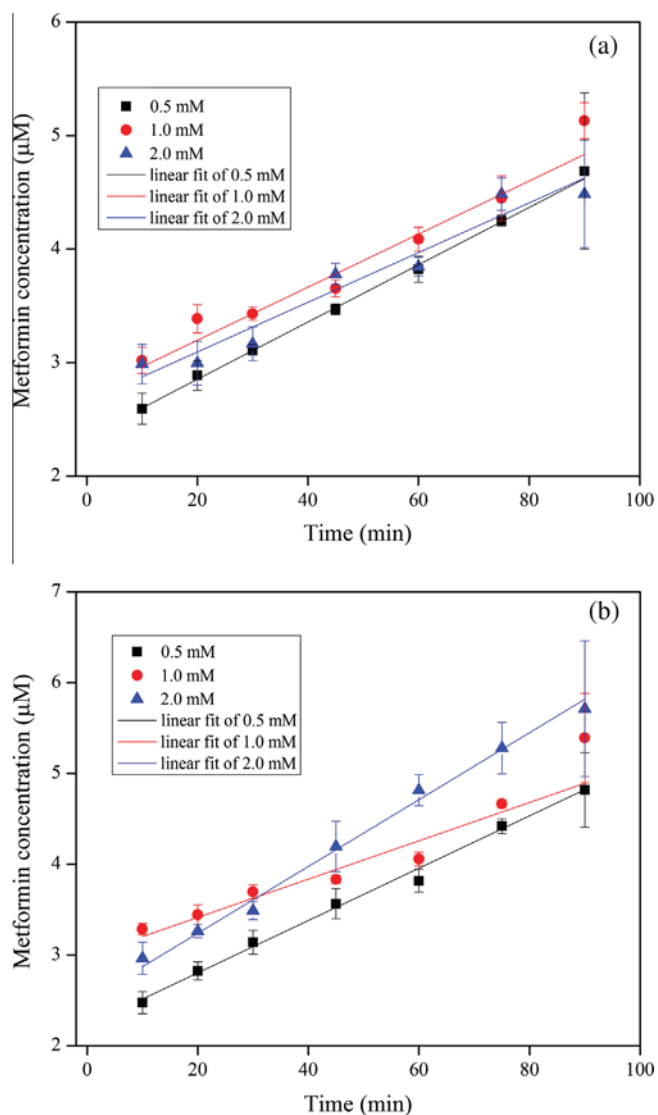 (a)
6
5
4
3
2
Metformin concentration (μM)
0.5 mM
1.0 mM
2.0 mM
linear fit of 0.5 mM
linear fit of 1.0 mM
linear fit of 2.0 mM
0 20 40 60 80 100
Time (min)
(b)
7
6
5
4
3
2
Metformin concentration (μM)
0.5 mM
1.0 mM
2.0 mM
linear fit of 0.5 mM
linear fit of 1.0 mM
linear fit of 2.0 mM
0 20 40 60 80 100
Time (min)